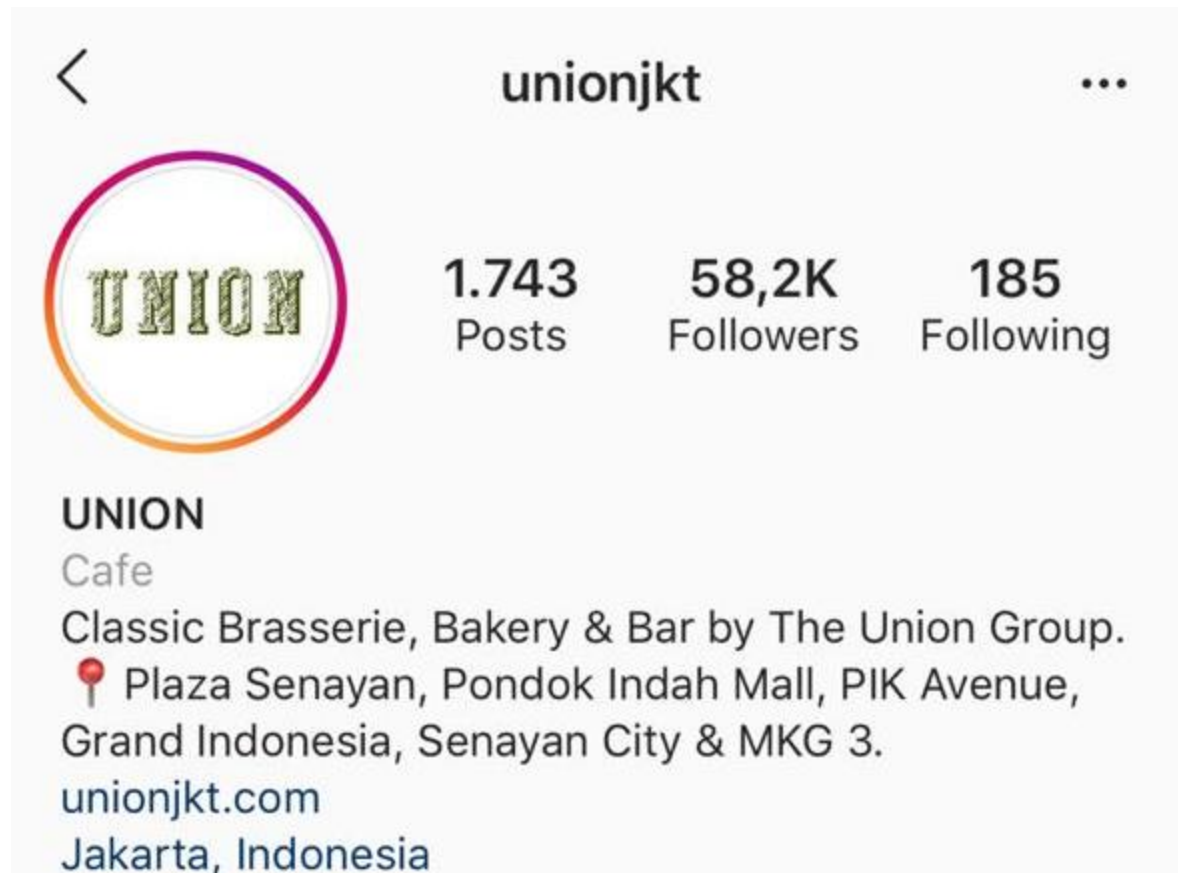 unionjkt
UNION
1.743 58,2K 185
Posts Followers Following
UNION
Cafe
Classic Brasserie, Bakery & Bar by The Union Group.
📍 Plaza Senayan, Pondok Indah Mall, PIK Avenue,
Grand Indonesia, Senayan City & MKG 3.
unionjkt.com
Jakarta, Indonesia